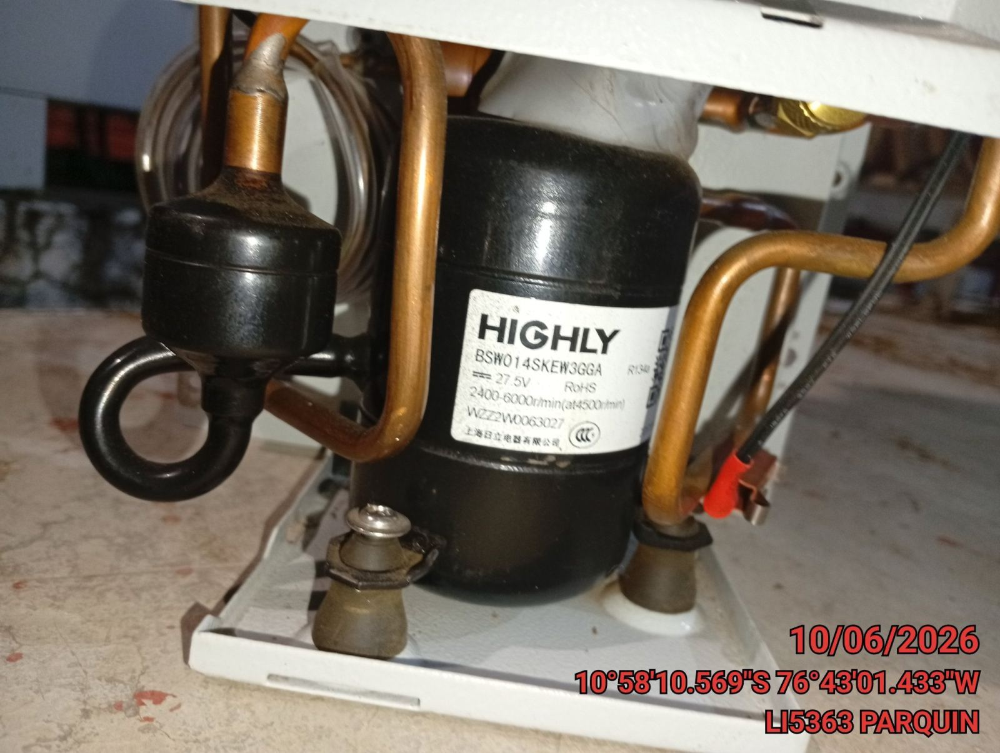 HIGHLY
BSW014SKEW3GGA R134a
27.5V RoHS
2400-6000r/min(at4500r/min)
WZZ2W0063027
CCC
上海日立电器有限公司
10/06/2026
10°58'10.569"S 76°43'01.433"W
LI5363 PARQUIN